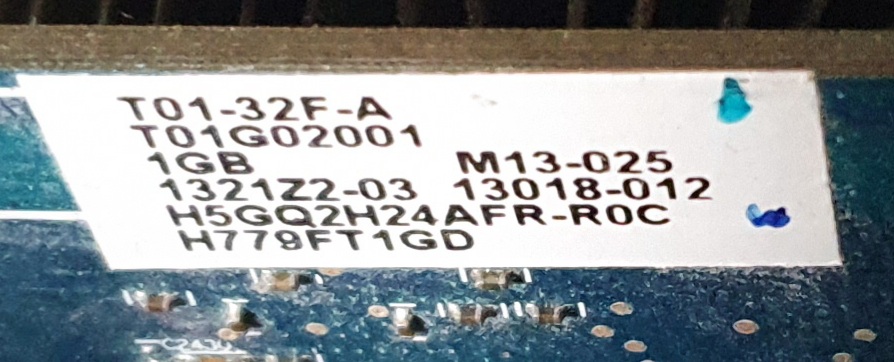 T01-32F-A
T01G02001
1GB M13-025
1321Z2-03 13018-012
H5GQ2H24AFR-R0C
H779FT1GD